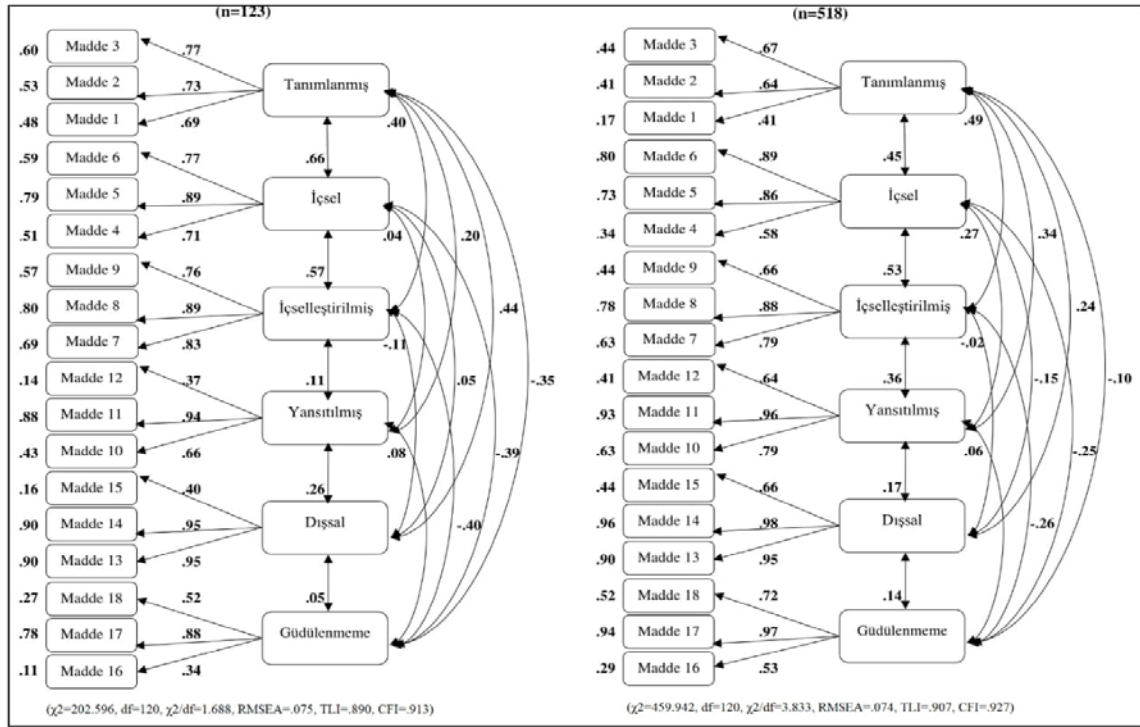 (n=123)
.60 Madde 3 .77
.53 Madde 2 .73 Tanımlanmış
.48 Madde 1 .69 .40
.59 Madde 6 .77 .66
.79 Madde 5 .89 İçsel
.51 Madde 4 .71 .04 .20
.57 Madde 9 .76 .57
.80 Madde 8 .89 İçselleştirilmiş .44
.69 Madde 7 .83 -.11
.14 Madde 12 .37 .11 .05 -.35
.88 Madde 11 .94 Yansıtılmış
.43 Madde 10 .66 .08 -.39
.16 Madde 15 .40 .26
.90 Madde 14 .95 Dışsal -.40
.90 Madde 13 .95
.27 Madde 18 .52 .05
.78 Madde 17 .88 Güdülenmeme
.11 Madde 16 .34
(χ2=202.596, df=120, χ2/df=1.688, RMSEA=.075, TLI=.890, CFI=.913)
(n=518)
.44 Madde 3 .67
.41 Madde 2 .64 Tanımlanmış
.17 Madde 1 .41 .49
.80 Madde 6 .89 .45
.73 Madde 5 .86 İçsel
.34 Madde 4 .58 .27 .34
.44 Madde 9 .66 .53
.78 Madde 8 .88 İçselleştirilmiş .24
.63 Madde 7 .79 -.02
.41 Madde 12 .64 .36 -.15 -.10
.93 Madde 11 .96 Yansıtılmış
.63 Madde 10 .79 .06 -.25
.44 Madde 15 .66 .17
.96 Madde 14 .98 Dışsal -.26
.90 Madde 13 .95
.52 Madde 18 .72 .14
.94 Madde 17 .97 Güdülenmeme
.29 Madde 16 .53
(χ2=459.942, df=120, χ2/df=3.833, RMSEA=.074, TLI=.907, CFI=.927)